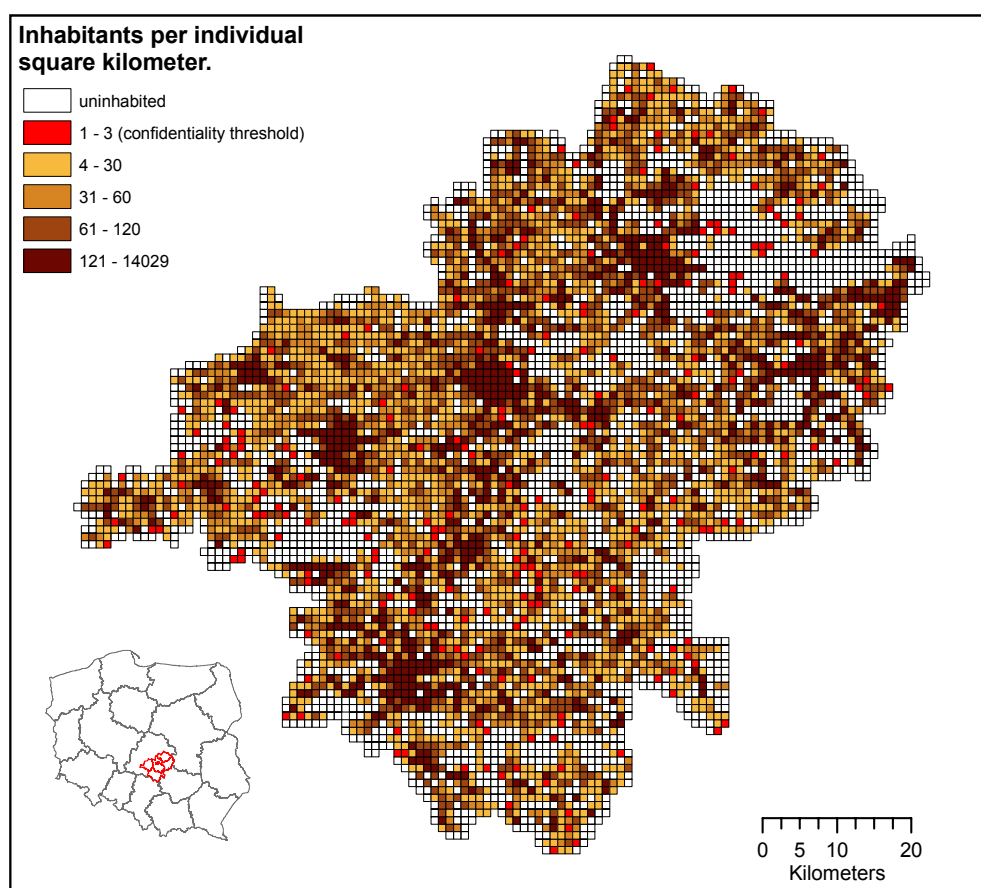 Inhabitants per individual
square kilometer.
uninhabited
1 - 3 (confidentiality threshold)
4 - 30
31 - 60
61 - 120
121 - 14029
0 5 10 20
Kilometers